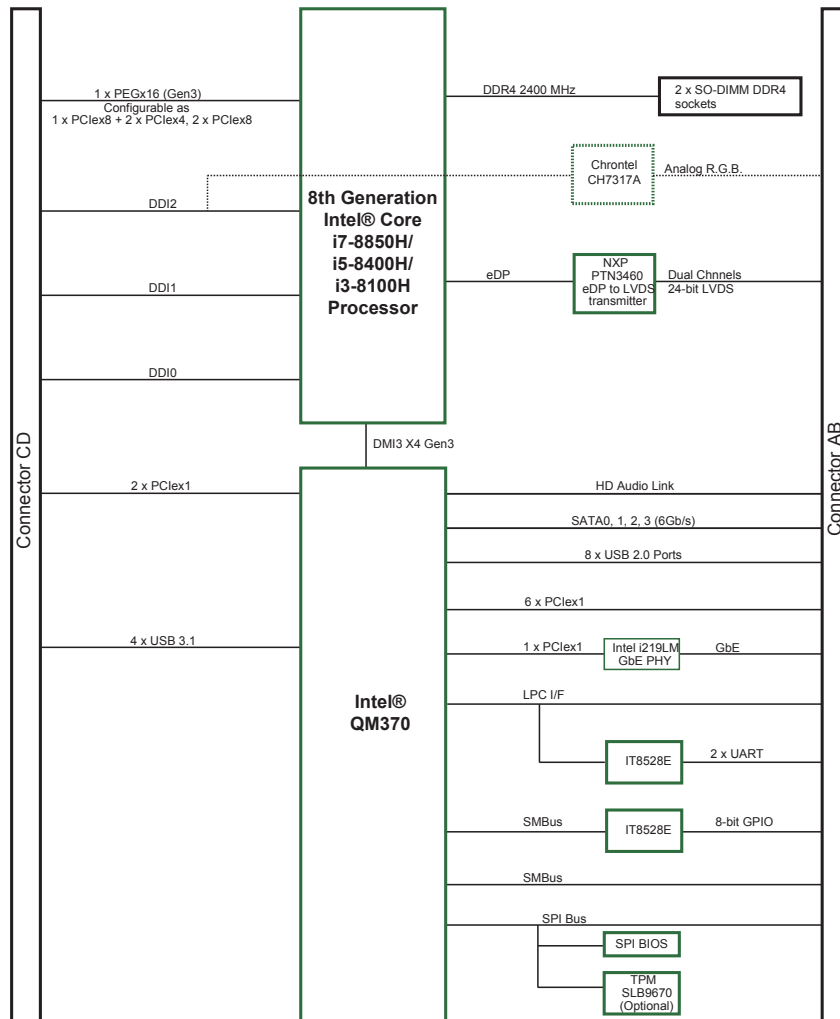 1 x PEGx16 (Gen3)
Configurable as
1 x PCIex8 + 2 x PCIex4, 2 x PCIex8
DDI2
DDI1
DDI0
Connector CD
2 x PCIex1
4 x USB 3.1
8th Generation
Intel® Core
i7-8850H/
i5-8400H/
i3-8100H
Processor
DMI3 X4 Gen3
Intel®
QM370
DDR4 2400 MHz
2 x SO-DIMM DDR4
sockets
Chrontel
CH7317A
Analog R.G.B.
eDP
NXP
PTN3460
eDP to LVDS
transmitter
Dual Chnnels
24-bit LVDS
Connector AB
HD Audio Link
SATA0, 1, 2, 3 (6Gb/s)
8 x USB 2.0 Ports
6 x PCIex1
1 x PCIex1
Intel i219LM
GbE PHY
GbE
LPC I/F
IT8528E
2 x UART
SMBus
IT8528E
8-bit GPIO
SMBus
SPI Bus
SPI BIOS
TPM
SLB9670
(Optional)